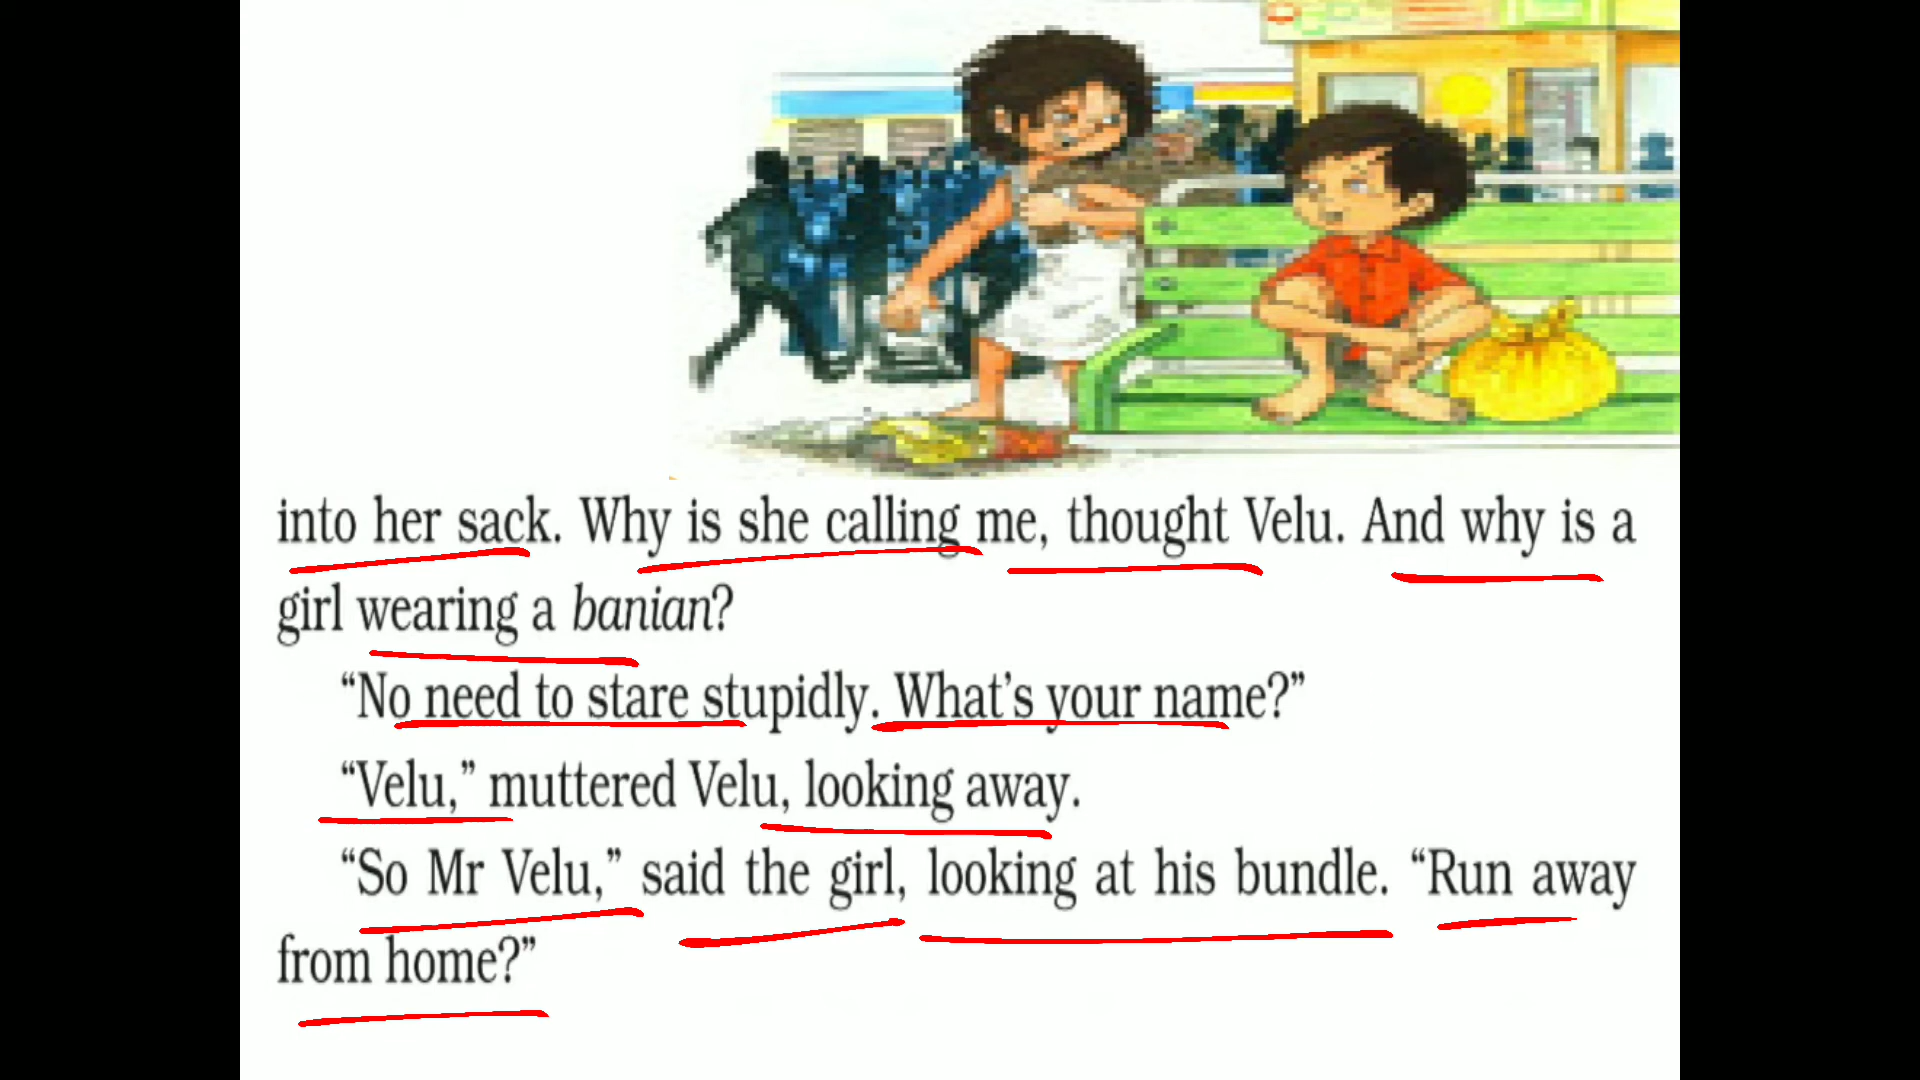 into her sack. Why is she calling me, thought Velu. And why is a
girl wearing a banian?
“No need to stare stupidly. What’s your name?”
“Velu,” muttered Velu, looking away.
“So Mr Velu,” said the girl, looking at his bundle. “Run away
from home?”